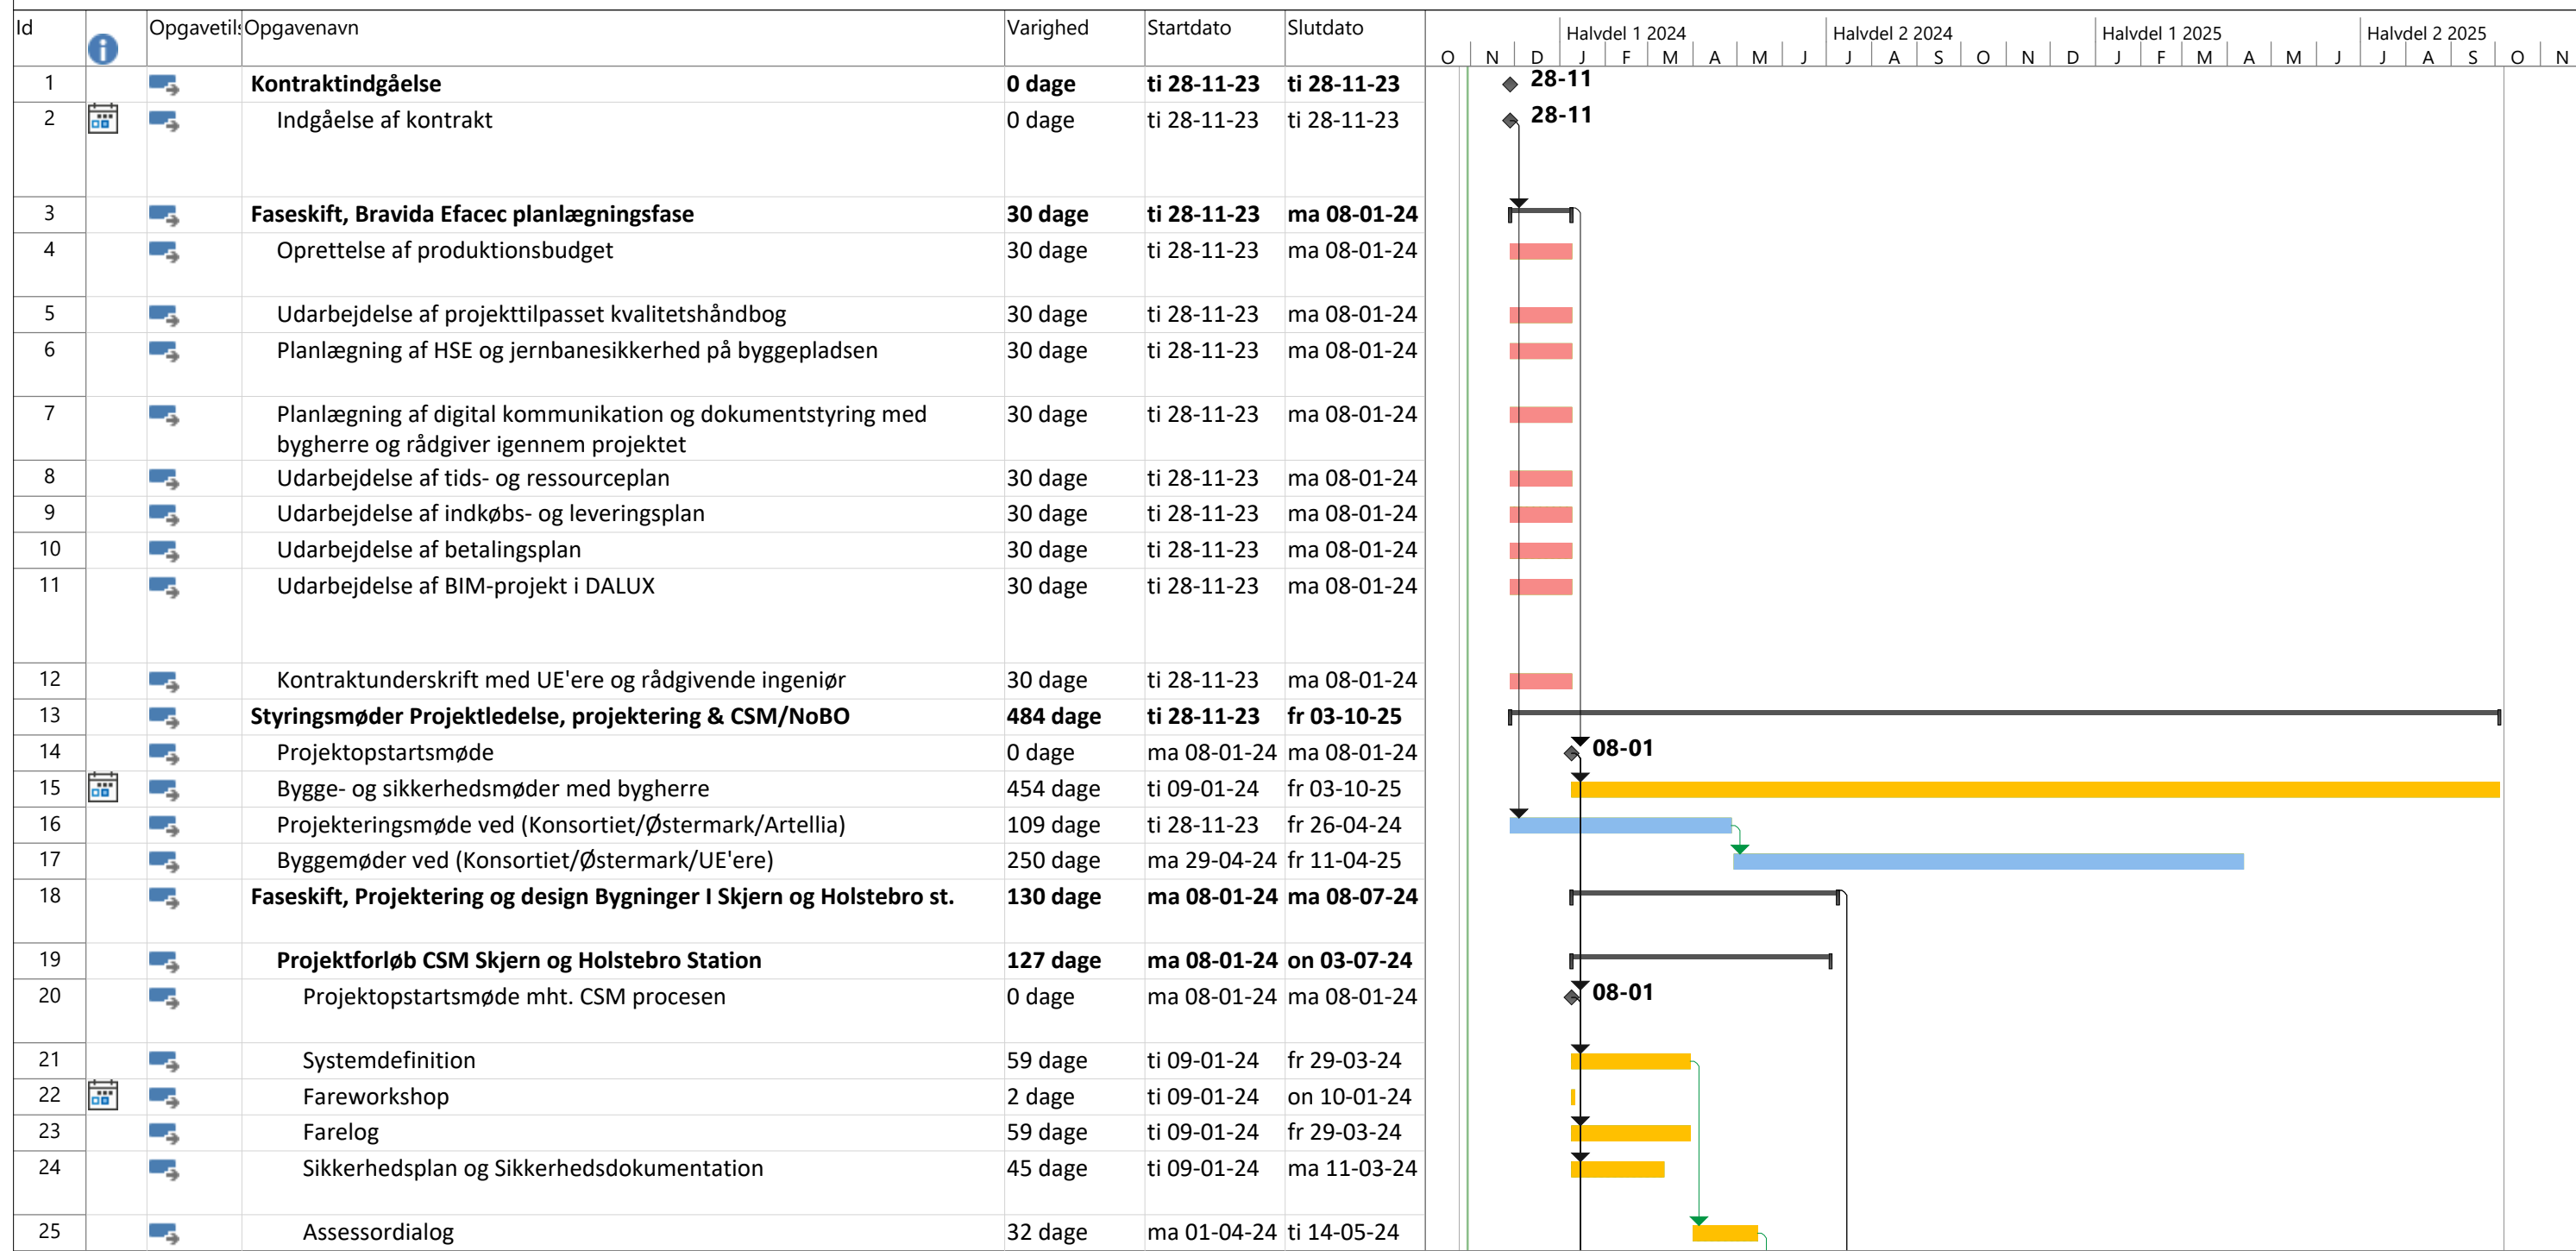 Id Opgavetils Opgavenavn Varighed Startdato Slutdato
Halvdel 1 2024 Halvdel 2 2024 Halvdel 1 2025 Halvdel 2 2025
O N D J F M A M J J A S O N D J F M A M J J A S O N
1 Kontraktindgåelse 0 dage ti 28-11-23 ti 28-11-23 28-11
2 Indgåelse af kontrakt 0 dage ti 28-11-23 ti 28-11-23 28-11
3 Faseskift, Bravida Efacec planlægningsfase 30 dage ti 28-11-23 ma 08-01-24
4 Oprettelse af produktionsbudget 30 dage ti 28-11-23 ma 08-01-24
5 Udarbejdelse af projekttilpasset kvalitetshåndbog 30 dage ti 28-11-23 ma 08-01-24
6 Planlægning af HSE og jernbanesikkerhed på byggepladsen 30 dage ti 28-11-23 ma 08-01-24
7 Planlægning af digital kommunikation og dokumentstyring med 30 dage ti 28-11-23 ma 08-01-24
bygherre og rådgiver igennem projektet
8 Udarbejdelse af tids- og ressourceplan 30 dage ti 28-11-23 ma 08-01-24
9 Udarbejdelse af indkøbs- og leveringsplan 30 dage ti 28-11-23 ma 08-01-24
10 Udarbejdelse af betalingsplan 30 dage ti 28-11-23 ma 08-01-24
11 Udarbejdelse af BIM-projekt i DALUX 30 dage ti 28-11-23 ma 08-01-24
12 Kontraktunderskrift med UE'ere og rådgivende ingeniør 30 dage ti 28-11-23 ma 08-01-24
13 Styringsmøder Projektledelse, projektering & CSM/NoBO 484 dage ti 28-11-23 fr 03-10-25
14 Projektopstartsmøde 0 dage ma 08-01-24 ma 08-01-24 08-01
15 Bygge- og sikkerhedsmøder med bygherre 454 dage ti 09-01-24 fr 03-10-25
16 Projekteringsmøde ved (Konsortiet/Østermark/Artellia) 109 dage ti 28-11-23 fr 26-04-24
17 Byggemøder ved (Konsortiet/Østermark/UE'ere) 250 dage ma 29-04-24 fr 11-04-25
18 Faseskift, Projektering og design Bygninger I Skjern og Holstebro st. 130 dage ma 08-01-24 ma 08-07-24
19 Projektforløb CSM Skjern og Holstebro Station 127 dage ma 08-01-24 on 03-07-24
20 Projektopstartsmøde mht. CSM procesen 0 dage ma 08-01-24 ma 08-01-24 08-01
21 Systemdefinition 59 dage ti 09-01-24 fr 29-03-24
22 Fareworkshop 2 dage ti 09-01-24 on 10-01-24
23 Farelog 59 dage ti 09-01-24 fr 29-03-24
24 Sikkerhedsplan og Sikkerhedsdokumentation 45 dage ti 09-01-24 ma 11-03-24
25 Assessordialog 32 dage ma 01-04-24 ti 14-05-24